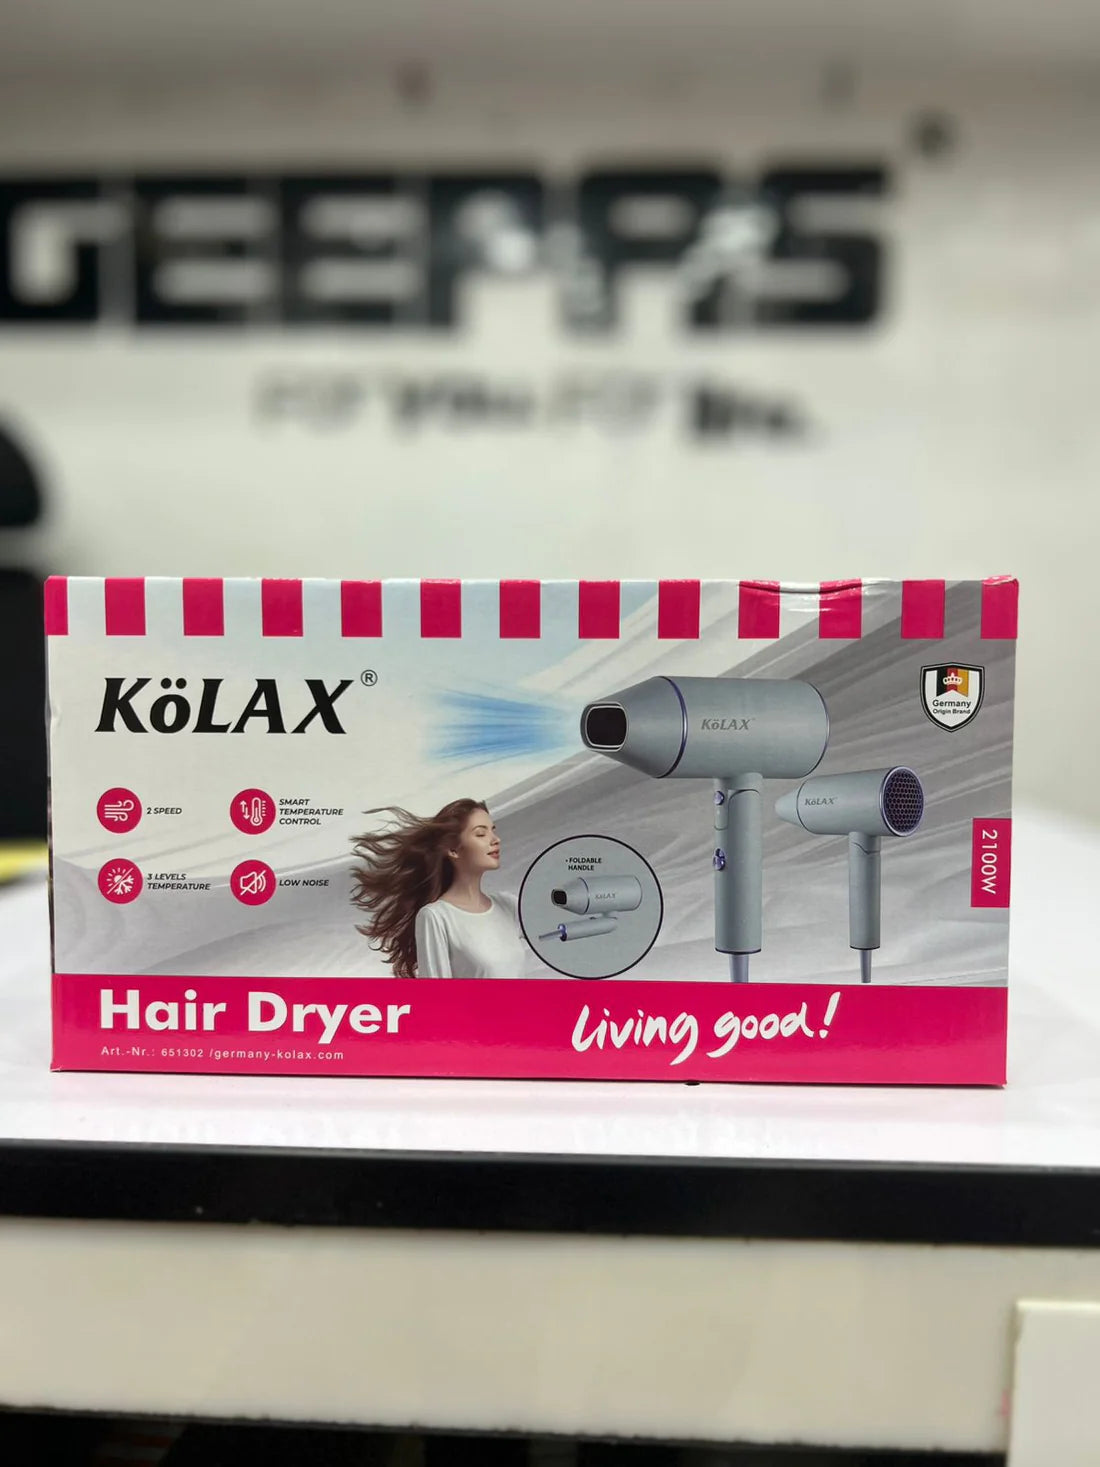 KöLAX®
KöLAX
Germany
Origin Brand
KöLAX
2 SPEED
SMART
TEMPERATURE
CONTROL
3 LEVELS
TEMPERATURE
LOW NOISE
• FOLDABLE
HANDLE
KöLAX
2100W
Hair Dryer
Living good!
Art.-Nr.: 651302 /germany-kolax.com